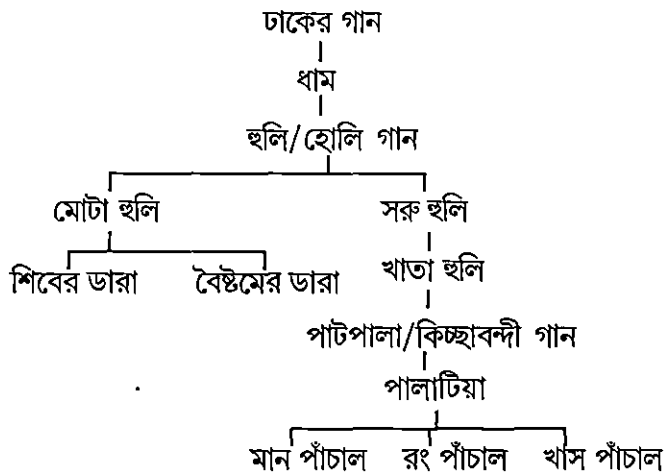 ঢাকের গান
ধাম
হুলি/হোলি গান
মোটা হুলি সরু হুলি
শিবের ডারা বৈষ্টমের ডারা খাতা হুলি
পাটপালা/কিচ্ছাবন্দী গান
পালাটিয়া
মান পাঁচাল রং পাঁচাল খাস পাঁচাল